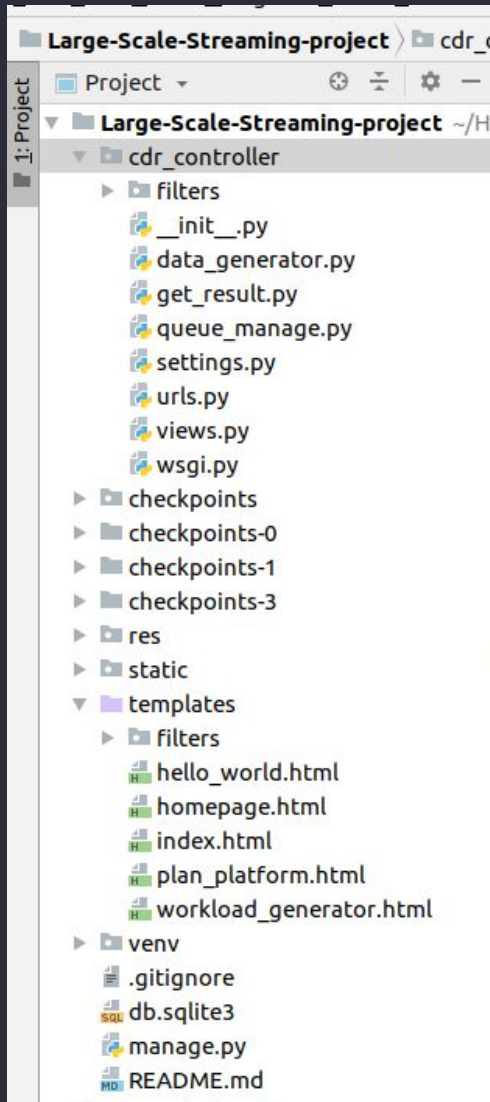 Large-Scale-Streaming-project cdr_c
1: Project
Project
Large-Scale-Streaming-project ~/H
cdr_controller
filters
__init__.py
data_generator.py
get_result.py
queue_manage.py
settings.py
urls.py
views.py
wsgi.py
checkpoints
checkpoints-0
checkpoints-1
checkpoints-3
res
static
templates
filters
hello_world.html
homepage.html
index.html
plan_platform.html
workload_generator.html
venv
.gitignore
db.sqlite3
manage.py
README.md